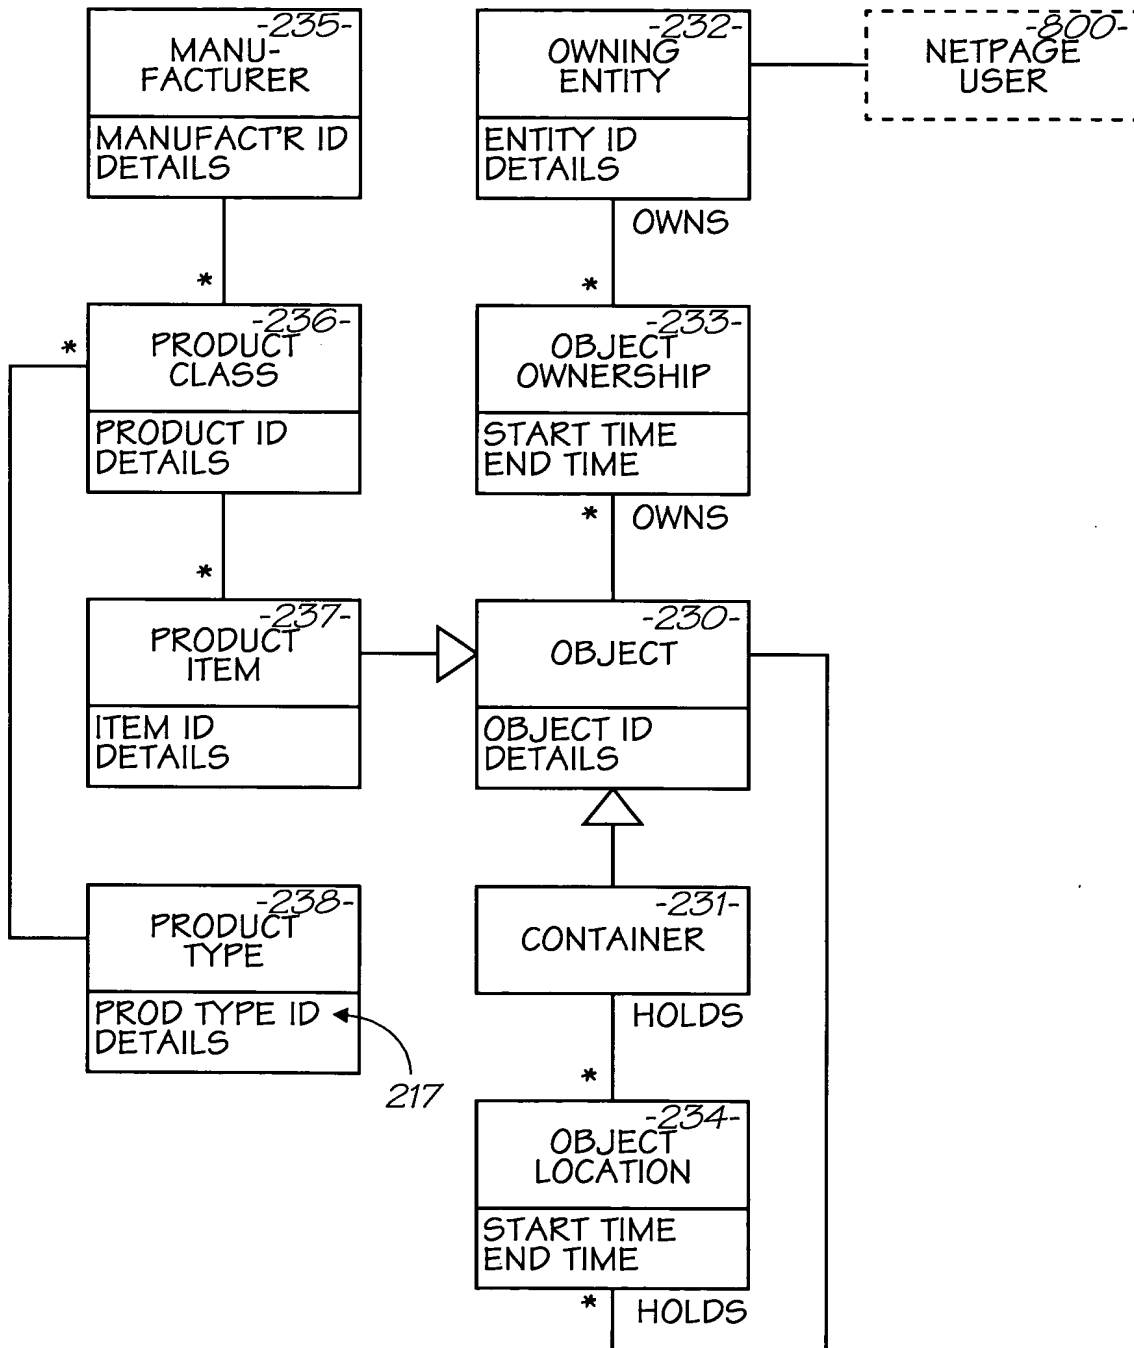 -235-
MANU-
FACTURER
MANUFACT'R ID
DETAILS
-232-
OWNING
ENTITY
ENTITY ID
DETAILS
OWNS
-800-
NETPAGE
USER
*
*
-236-
PRODUCT
CLASS
PRODUCT ID
DETAILS
*
-233-
OBJECT
OWNERSHIP
START TIME
END TIME
* OWNS
*
-237-
PRODUCT
ITEM
ITEM ID
DETAILS
-230-
OBJECT
OBJECT ID
DETAILS
-238-
PRODUCT
TYPE
PROD TYPE ID
DETAILS
217
-231-
CONTAINER
HOLDS
*
-234-
OBJECT
LOCATION
START TIME
END TIME
* HOLDS